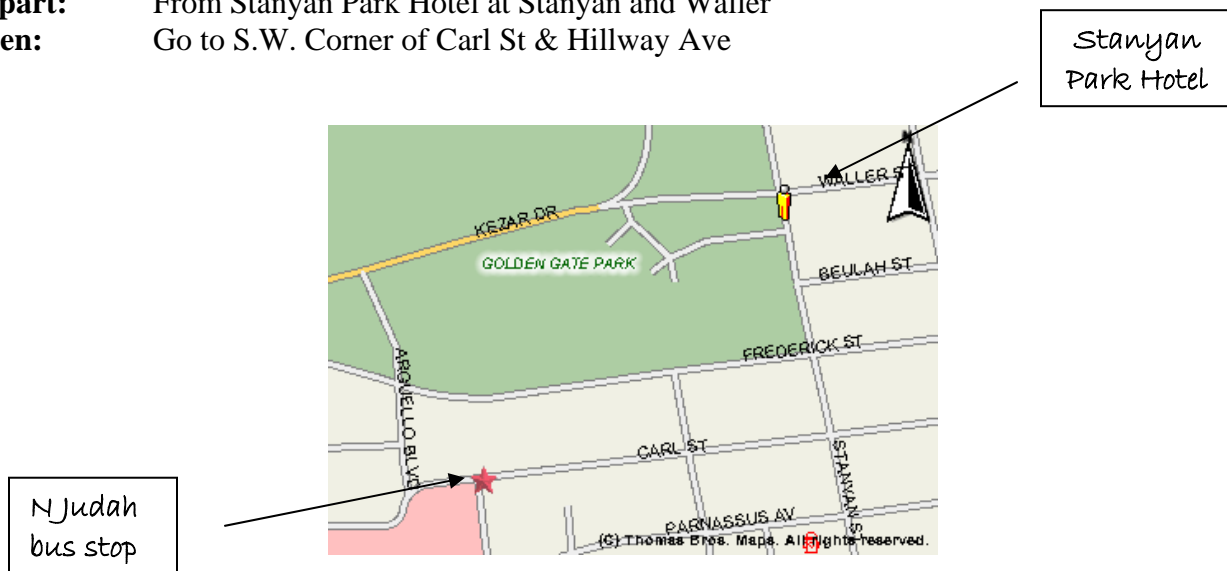 part: From Stanyan Park Hotel at Stanyan and Waller
en: Go to S.W. Corner of Carl St & Hillway Ave
Stanyan
Park Hotel
N
WALLER S
KEZAR DR
GOLDEN GATE PARK
BEULAH ST
FREDERICK ST
ARGUELLO BLVD
CARL ST
STANYAN S
N Judah
bus stop
PARNASSUS AV
(C) Thomas Bros. Maps. All rights reserved.